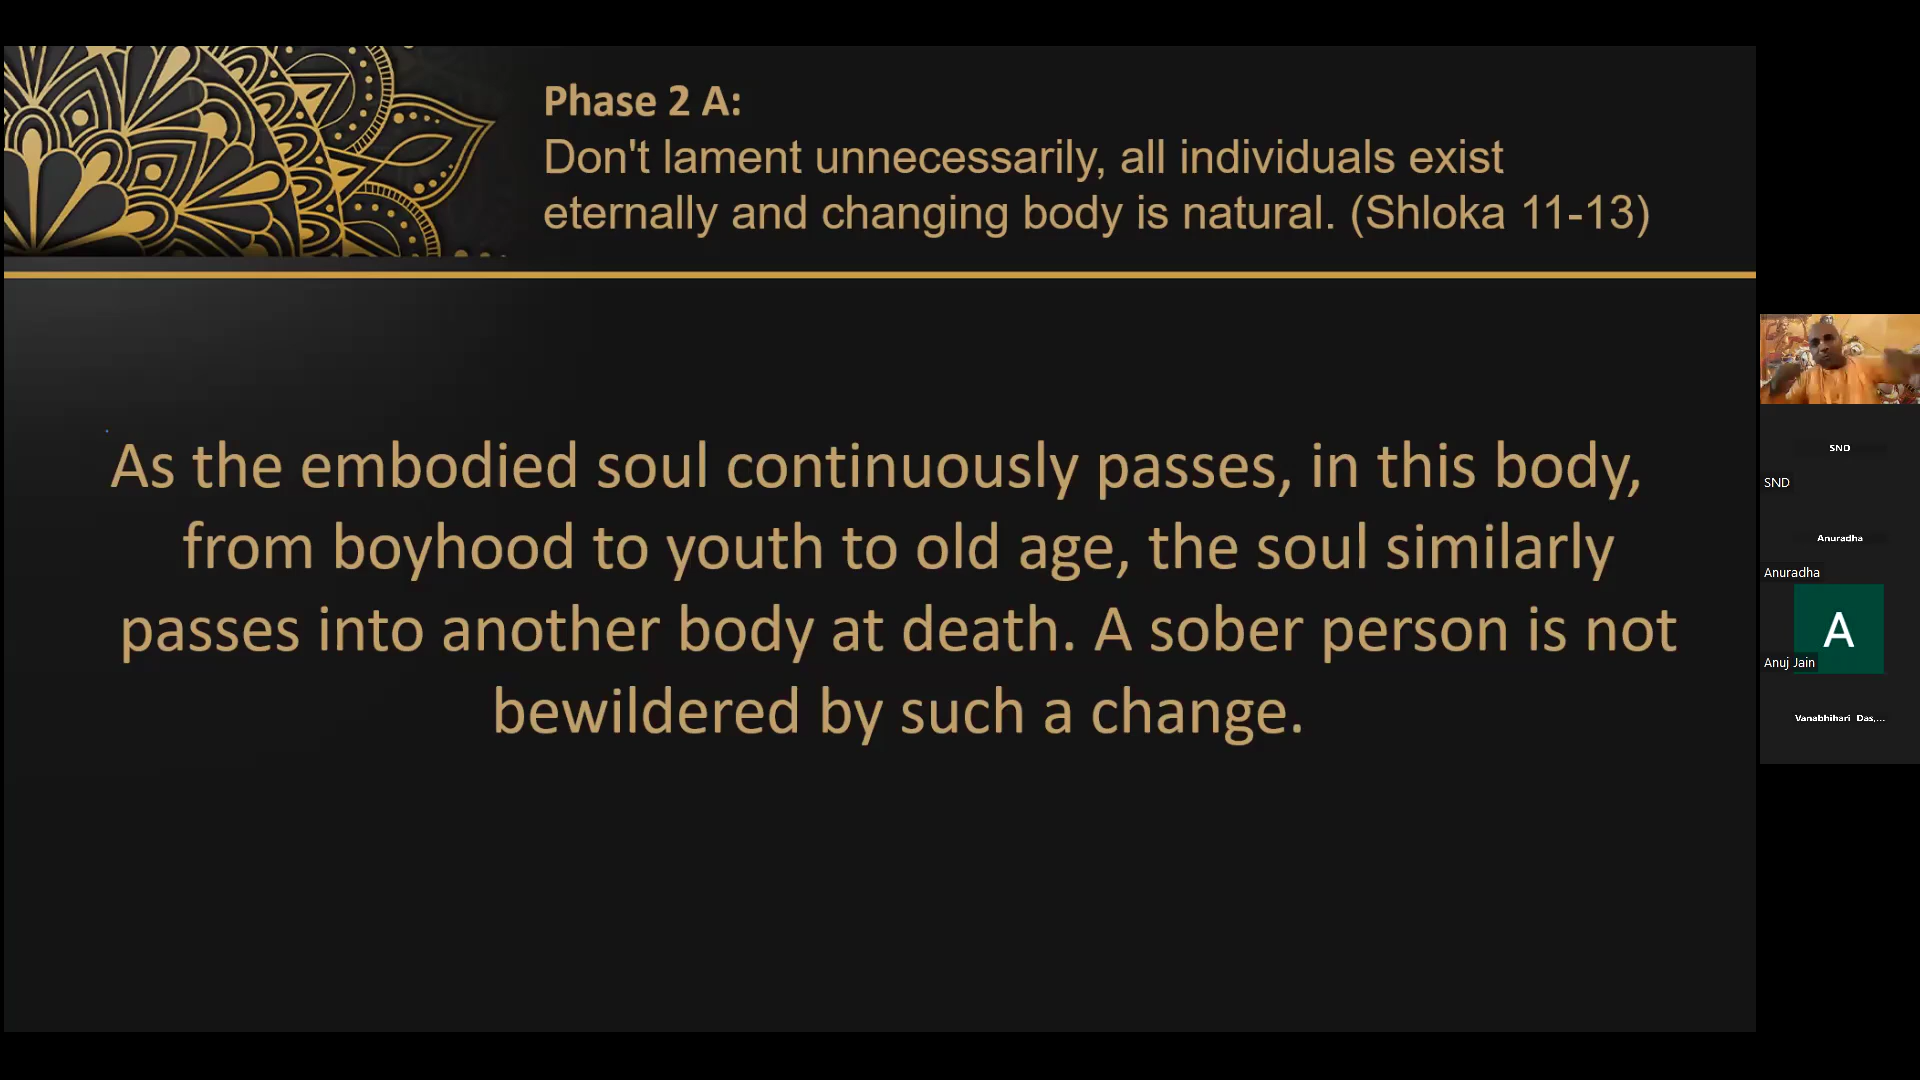 Phase 2 A:
Don't lament unnecessarily, all individuals exist
eternally and changing body is natural. (Shloka 11-13)
As the embodied soul continuously passes, in this body,
from boyhood to youth to old age, the soul similarly
passes into another body at death. A sober person is not
bewildered by such a change.
SND
SND
Anuradha
Anuradha
A
Anuj Jain
Vanabhihari Das,...